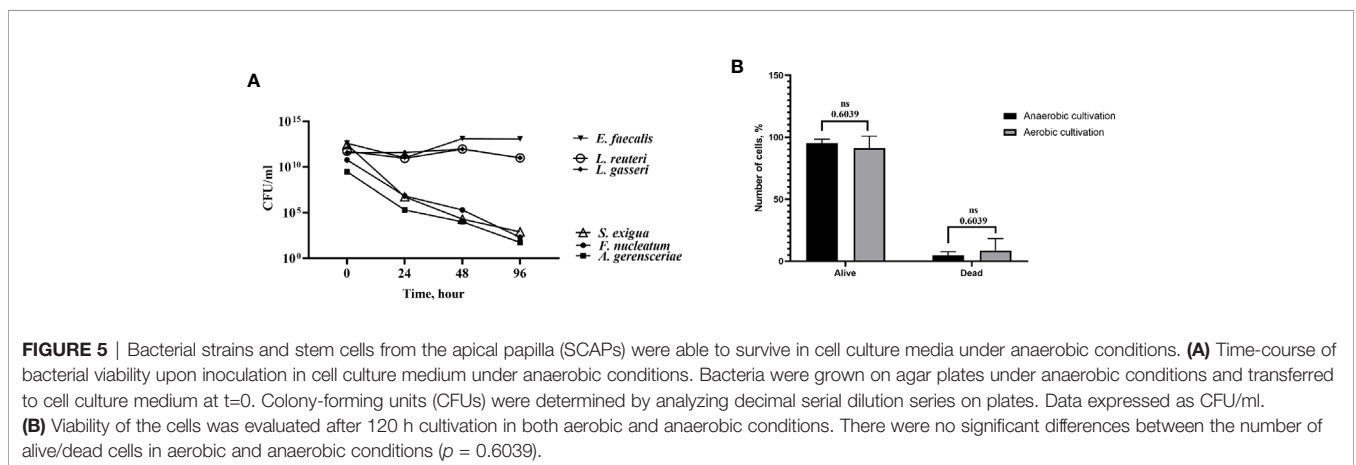 A
10^15
10^10
10^5
10^0
CFU/ml
0 24 48 96
Time, hour
E. faecalis
L. reuteri
L. gasseri
S. exigua
F. nucleatum
A. gerensceriae
B
150
100
50
0
Number of cells, %
ns
0.6039
ns
0.6039
Alive Dead
Anaerobic cultivation
Aerobic cultivation
FIGURE 5 | Bacterial strains and stem cells from the apical papilla (SCAPs) were able to survive in cell culture media under anaerobic conditions. (A) Time-course of
bacterial viability upon inoculation in cell culture medium under anaerobic conditions. Bacteria were grown on agar plates under anaerobic conditions and transferred
to cell culture medium at t=0. Colony-forming units (CFUs) were determined by analyzing decimal serial dilution series on plates. Data expressed as CFU/ml.
(B) Viability of the cells was evaluated after 120 h cultivation in both aerobic and anaerobic conditions. There were no significant differences between the number of
alive/dead cells in aerobic and anaerobic conditions (p = 0.6039).